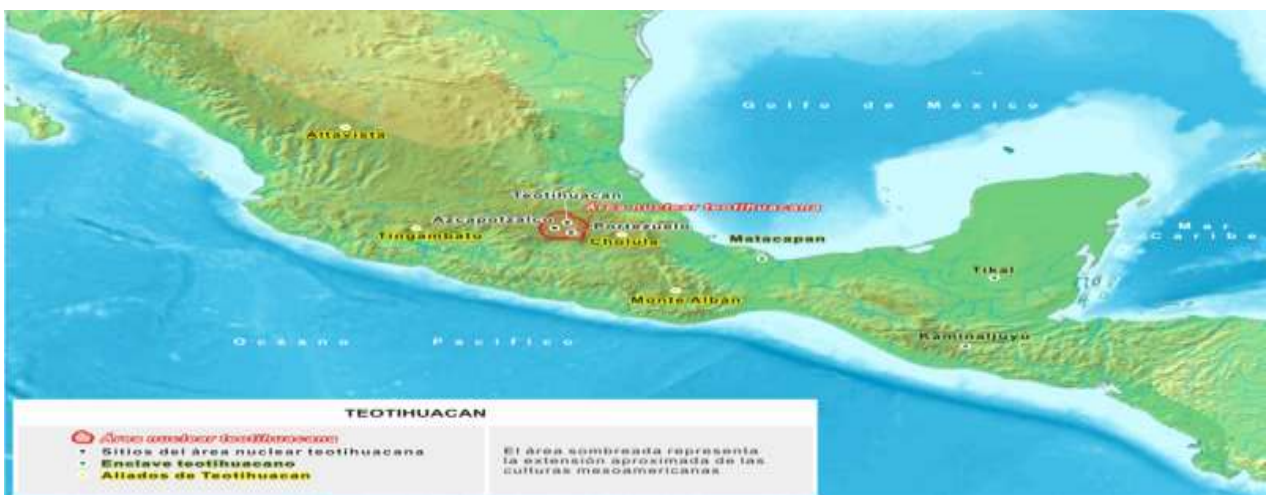 Golfo de México
Altavista
Teotihuacan
Área nuclear teotihuacana
Azcapotzalco
Portezuelo
Tingambato
Cholula
Matacapan
Mar
Caribe
Tikal
Monte Albán
Kaminaljuyú
Océano Pacífico
TEOTIHUACAN
Área nuclear teotihuacana
Sitios del área nuclear teotihuacana
Enclave teotihuacano
Aliados de Teotihuacan
El área sombreada representa
la extensión aproximada de las
culturas mesoamericanas